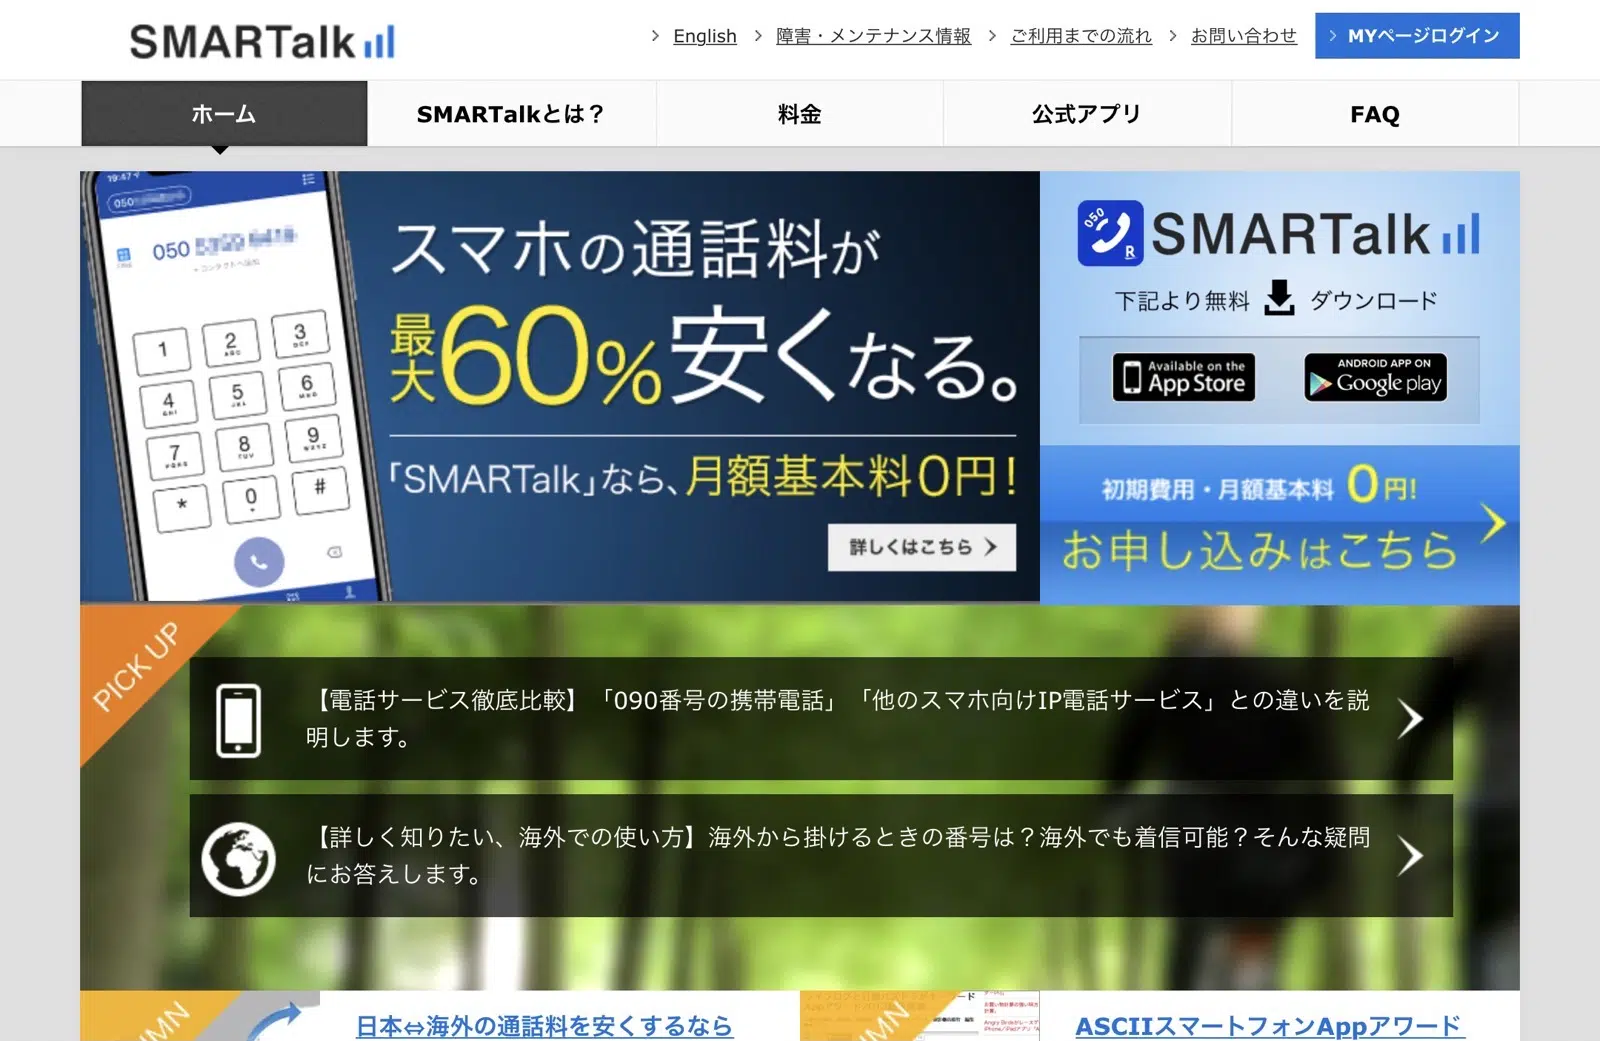 SMARTalk
English
障害・メンテナンス情報
ご利用までの流れ
お問い合わせ
MYページログイン
ホーム
SMARTalkとは？
料金
公式アプリ
FAQ
19:47
050
050
1
2 ABC
3 DEF
4 GHI
5 JKL
6 MNO
7 PQRS
8 TUV
9 WXYZ
*
0
#
スマホの通話料が
最大60%安くなる。
「SMARTalk」なら、月額基本料0円！
詳しくはこちら
050
R
SMARTalk
下記より無料 ダウンロード
Available on the
App Store
ANDROID APP ON
Google play
初期費用・月額基本料 0円!
お申し込みはこちら
PICK UP
【電話サービス徹底比較】「090番号の携帯電話」「他のスマホ向けIP電話サービス」との違いを説
明します。
【詳しく知りたい、海外での使い方】海外から掛けるときの番号は？海外でも着信可能？そんな疑問
にお答えします。
日本⇔海外の通話料を安くするなら
ASCIIスマートフォンAppアワード